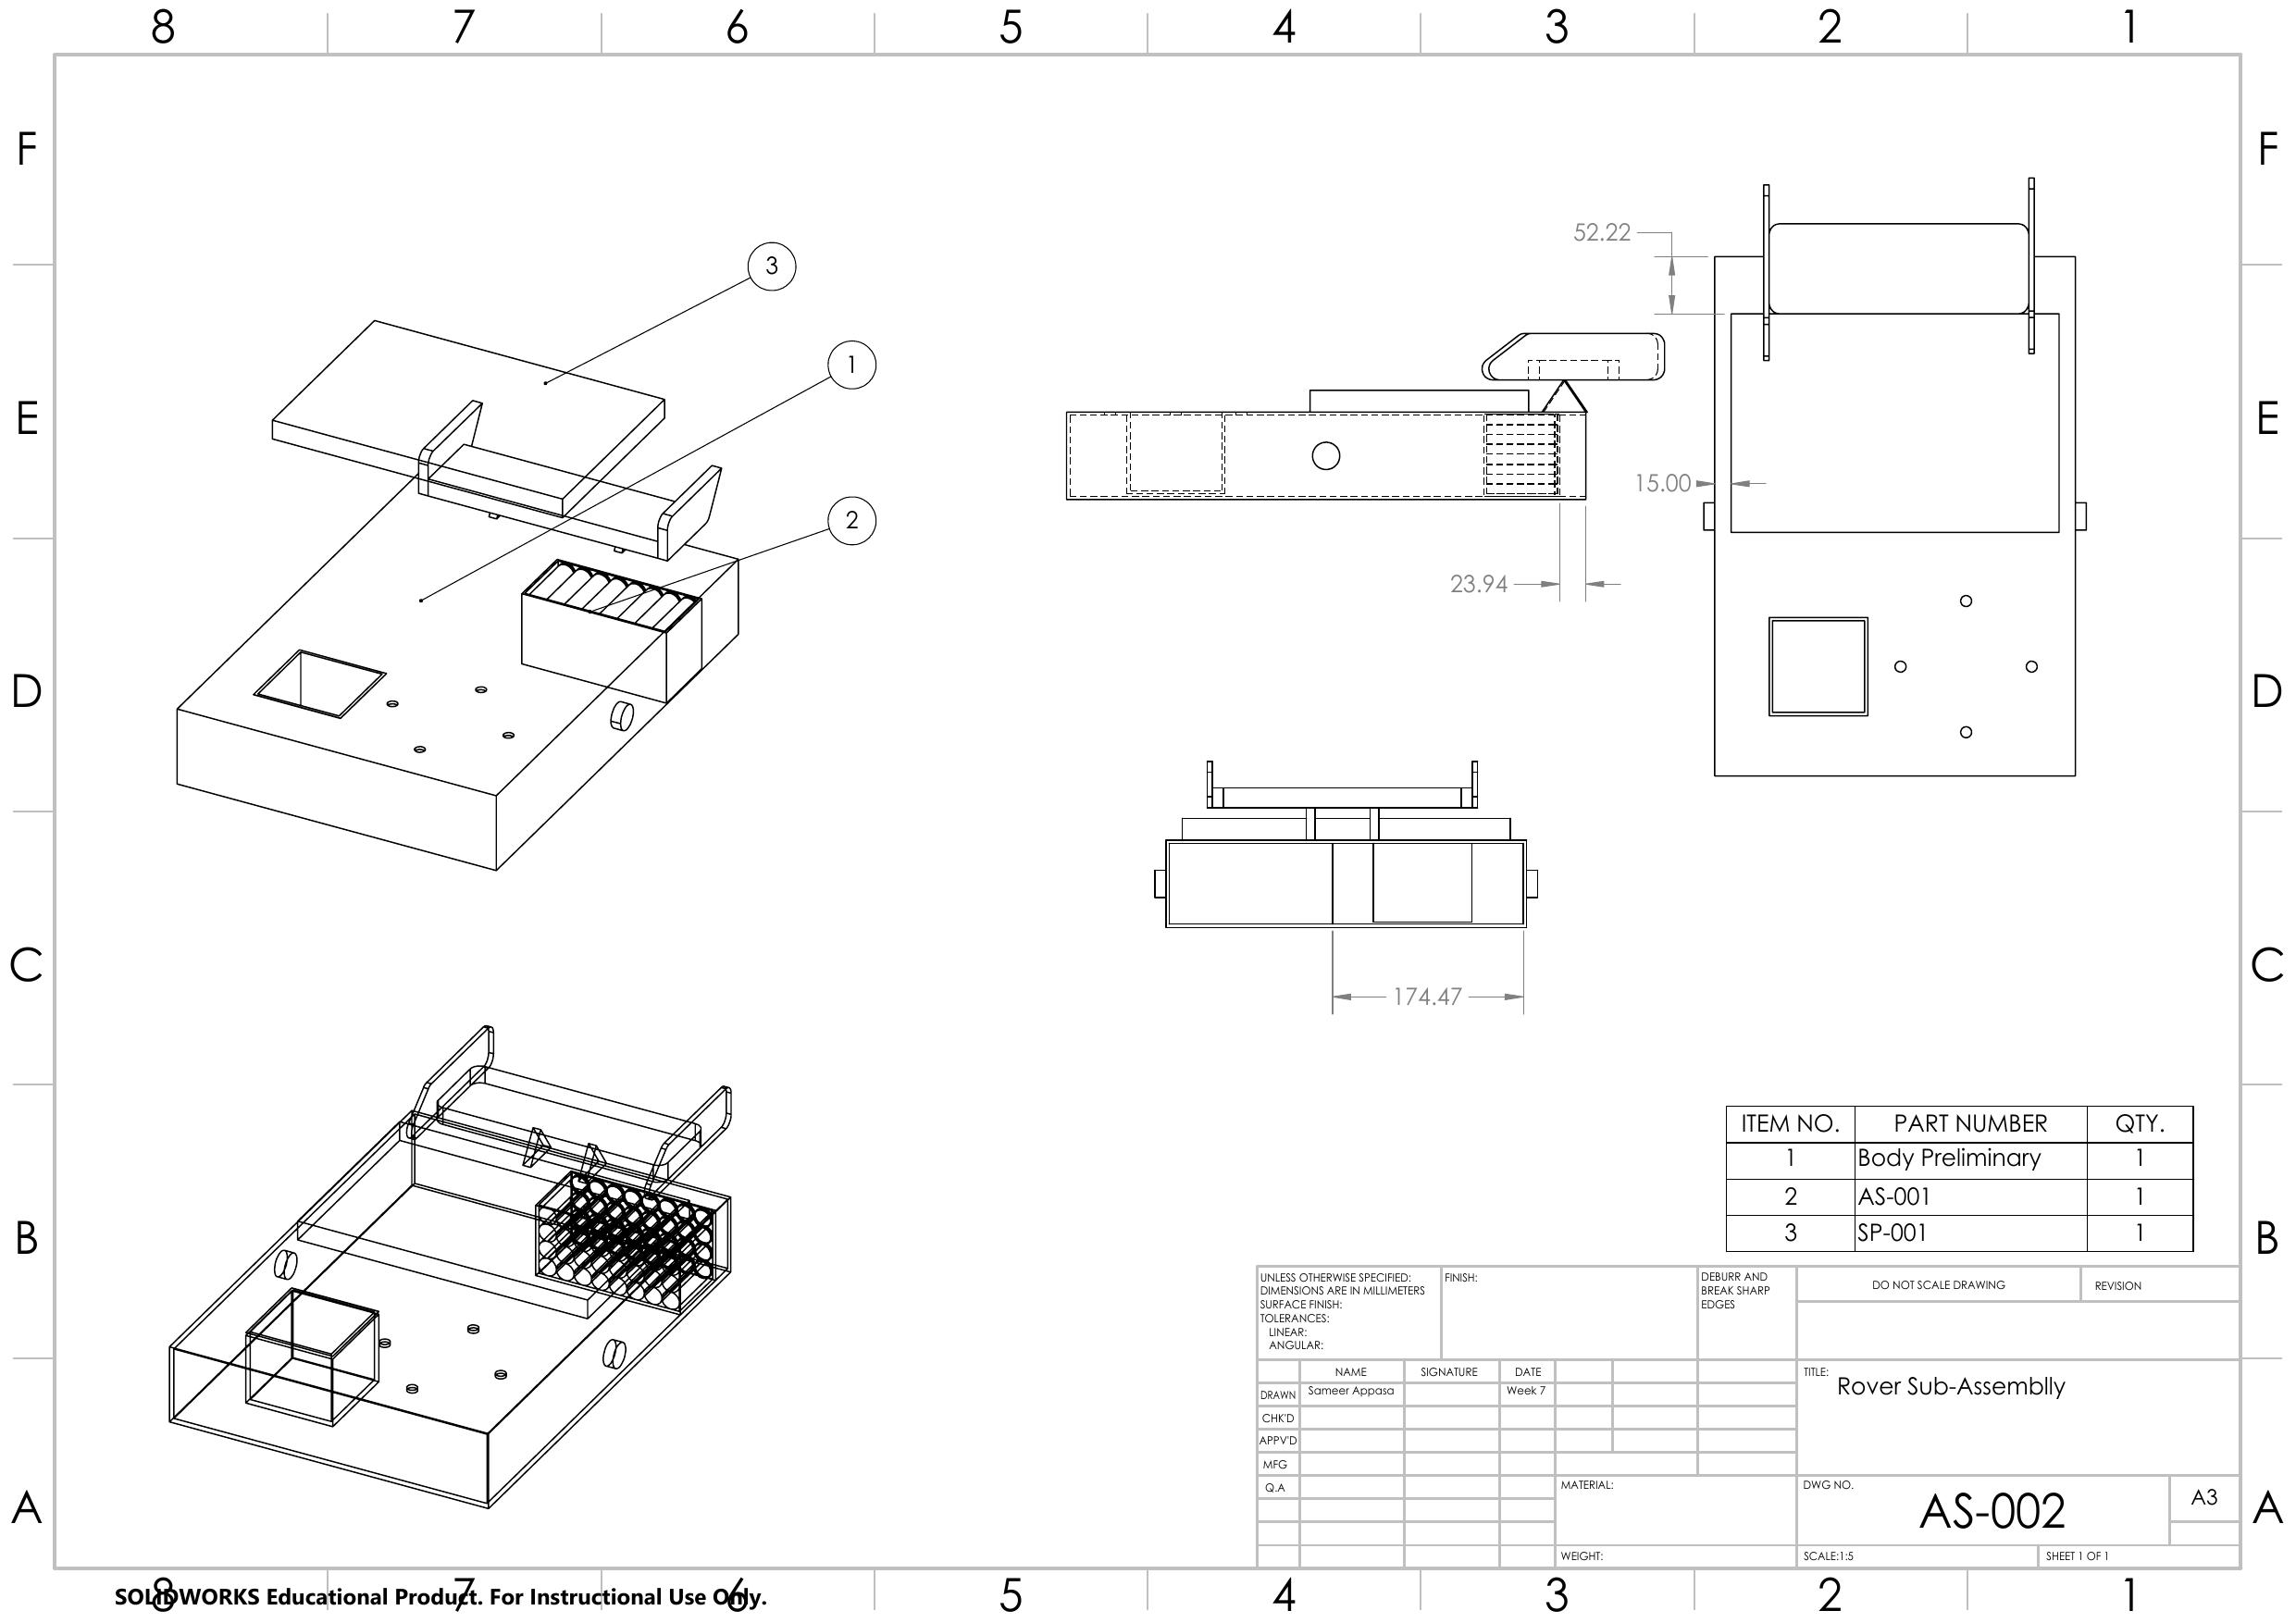 8 7 6 5 4 3 2 1
F F
E E
D D
C C
B B
A A
3
1
2
52.22
15.00
23.94
174.47
ITEM NO. PART NUMBER QTY.
1 Body Preliminary 1
2 AS-001 1
3 SP-001 1
UNLESS OTHERWISE SPECIFIED:
DIMENSIONS ARE IN MILLIMETERS
SURFACE FINISH:
TOLERANCES:
LINEAR:
ANGULAR:
FINISH:
DEBURR AND
BREAK SHARP
EDGES
DO NOT SCALE DRAWING
REVISION
NAME SIGNATURE DATE
DRAWN Sameer Appasa Week 7
CHK'D
APPV'D
MFG
Q.A
TITLE:
Rover Sub-Assemblly
MATERIAL:
DWG NO.
AS-002
A3
WEIGHT:
SCALE:1:5
SHEET 1 OF 1
8 7 6 5 4 3 2 1
SOLIDWORKS Educational Product. For Instructional Use Only.